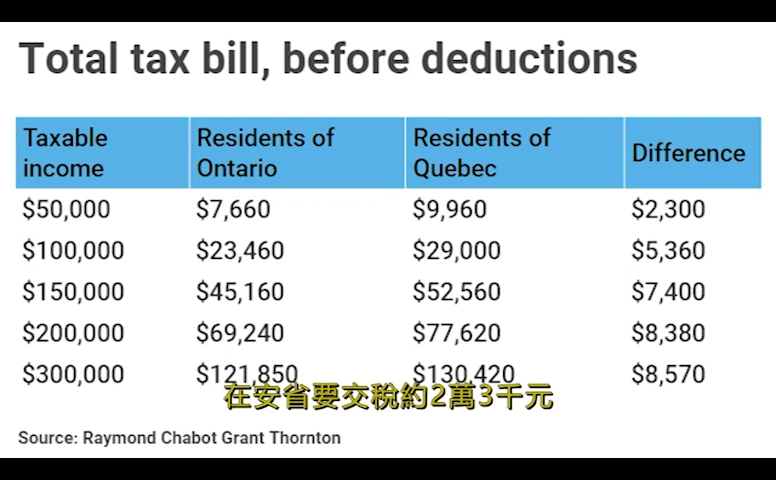 Total tax bill, before deductions
Taxable income Residents of Ontario Residents of Quebec Difference
$50,000 $7,660 $9,960 $2,300
$100,000 $23,460 $29,000 $5,360
$150,000 $45,160 $52,560 $7,400
$200,000 $69,240 $77,620 $8,380
$300,000 $121,850 $130,420 $8,570
在安省要交稅約2萬3千元
Source: Raymond Chabot Grant Thornton